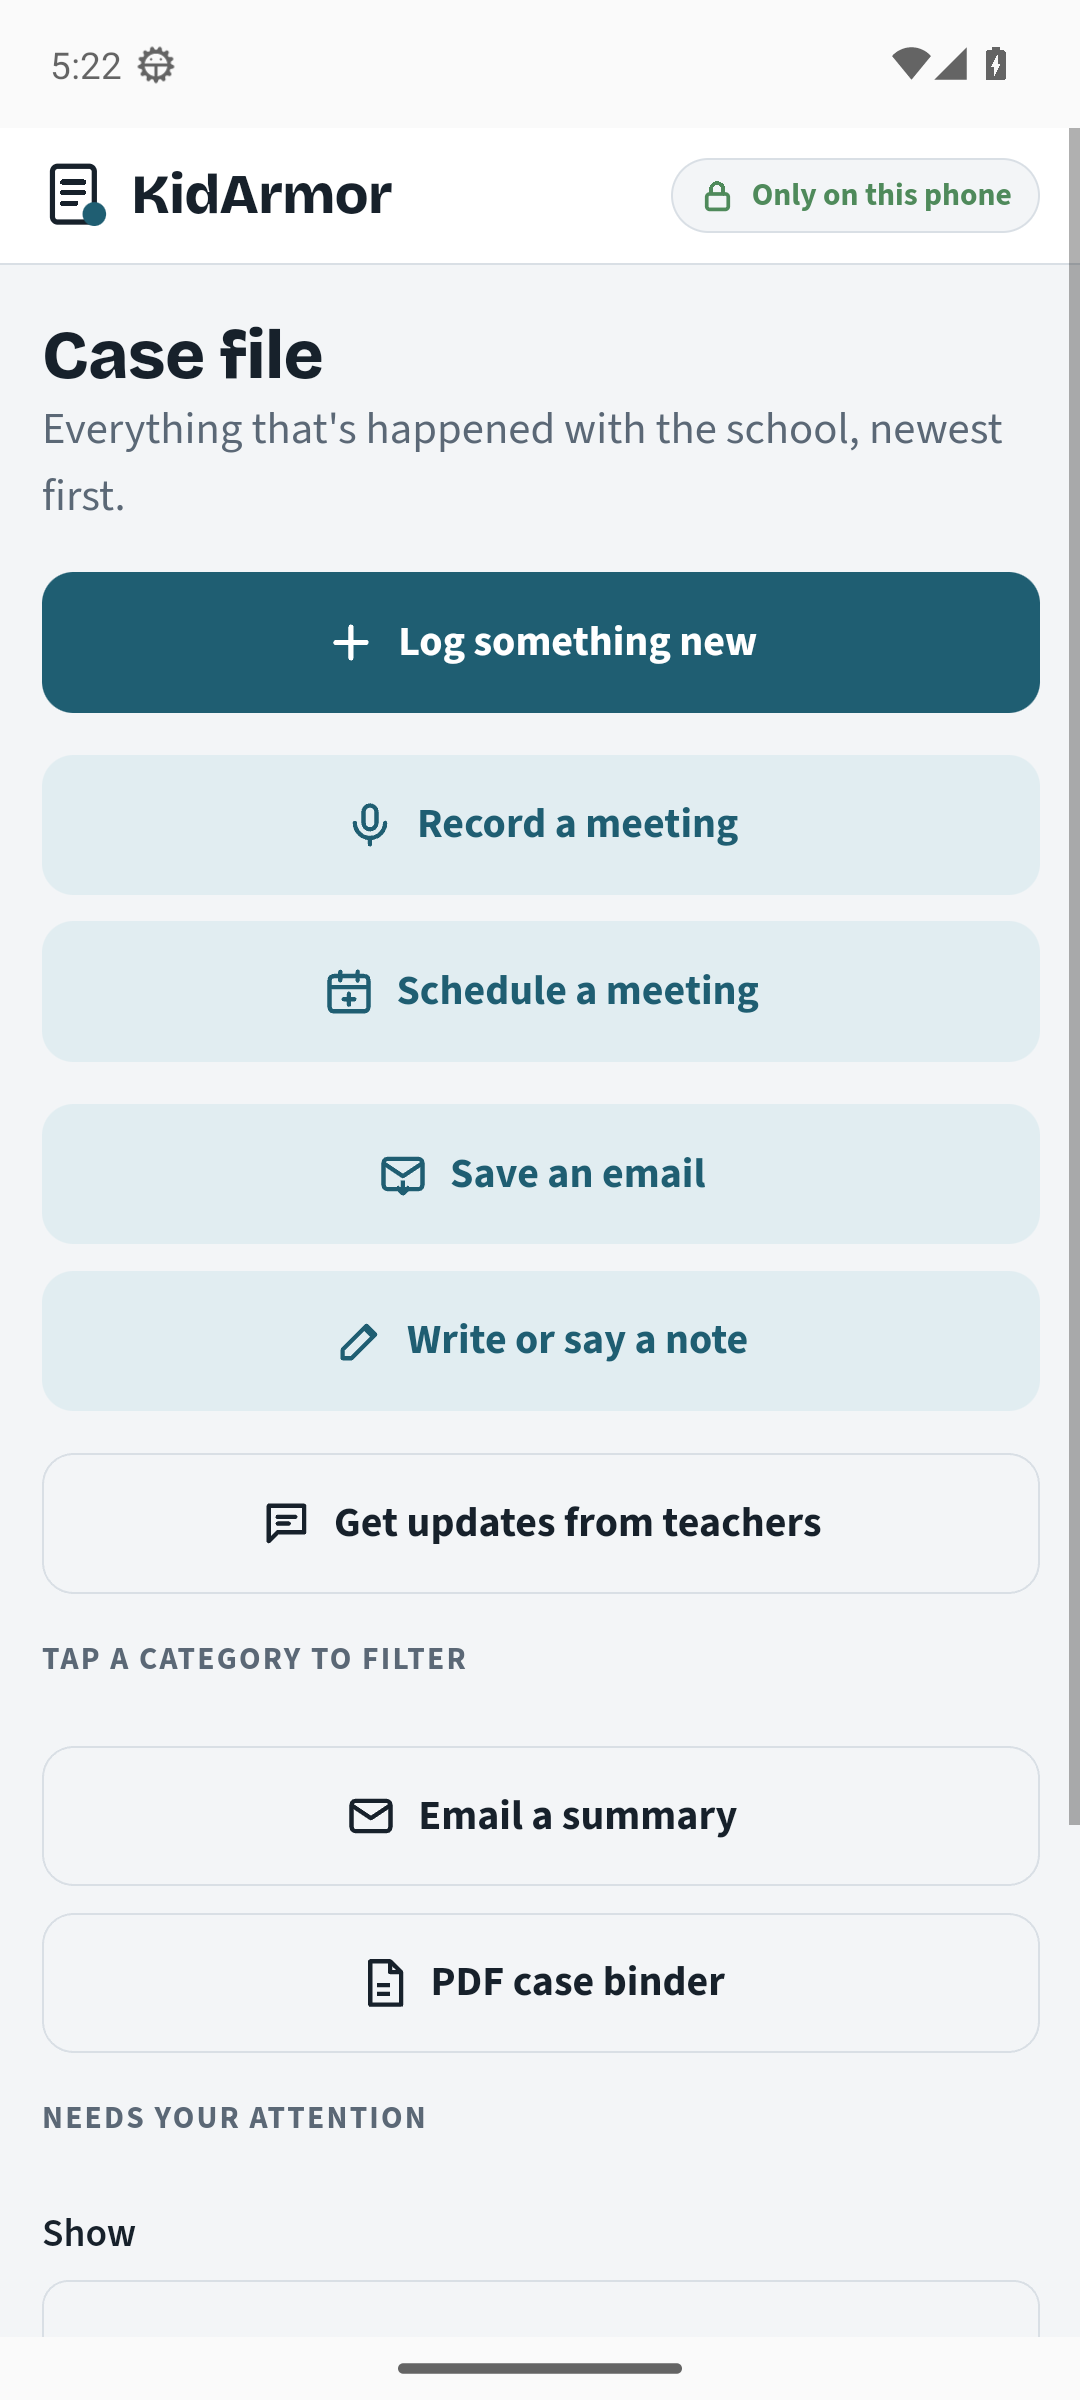 5:22
KidArmor
Only on this phone
Case file
Everything that's happened with the school, newest
first.
Log something new
Record a meeting
Schedule a meeting
Save an email
Write or say a note
Get updates from teachers
TAP A CATEGORY TO FILTER
Email a summary
PDF case binder
NEEDS YOUR ATTENTION
Show